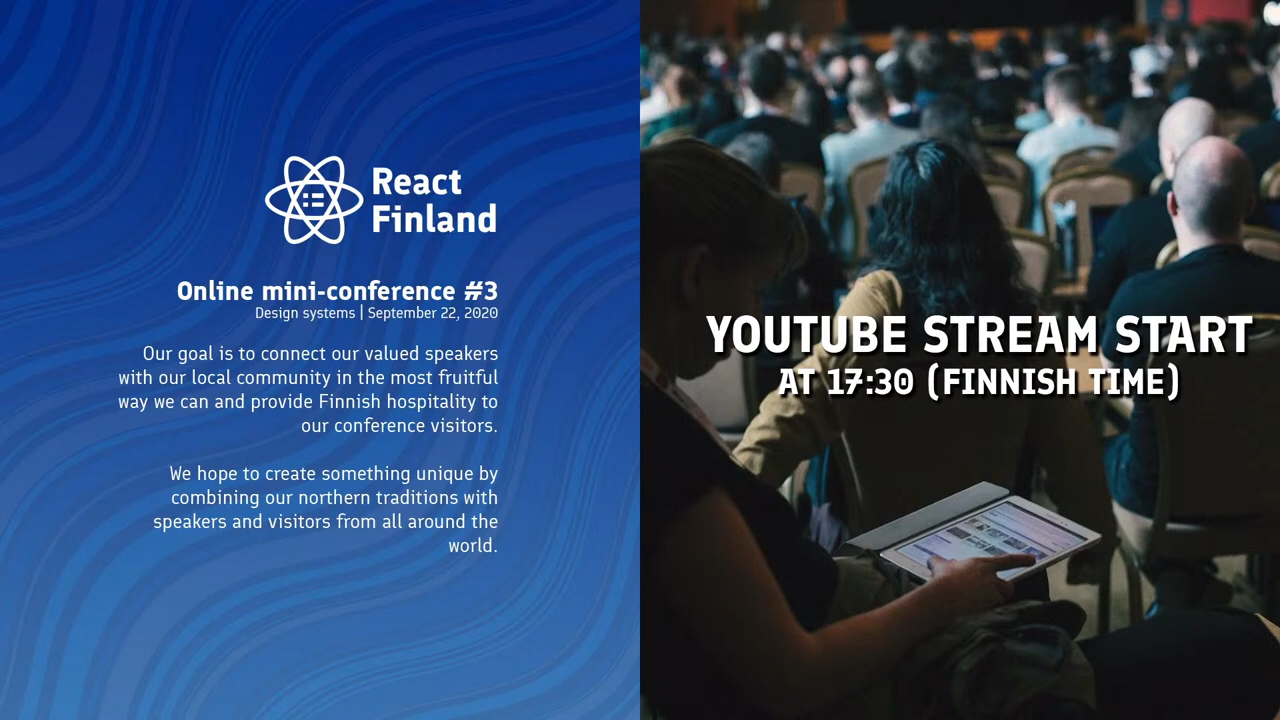 React
Finland
Online mini-conference #3
Design systems | September 22, 2020
Our goal is to connect our valued speakers
with our local community in the most fruitful
way we can and provide Finnish hospitality to
our conference visitors.
We hope to create something unique by
combining our northern traditions with
speakers and visitors from all around the
world.
YOUTUBE STREAM START
AT 17:30 (FINNISH TIME)